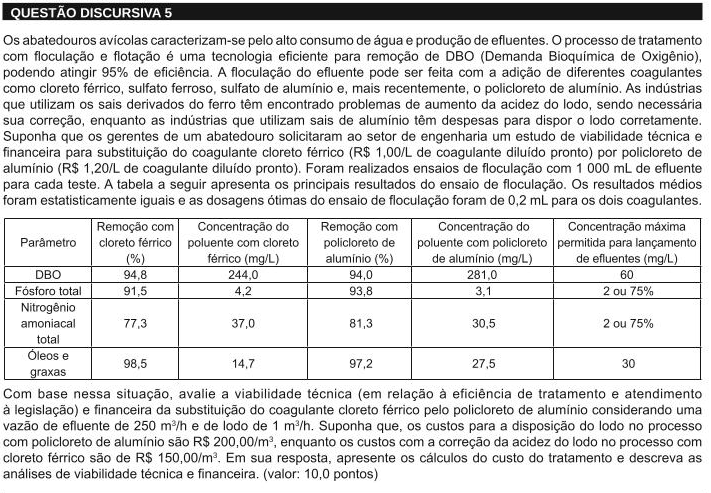 QUESTÃO DISCURSIVA 5
Os abatedouros avícolas caracterizam-se pelo alto consumo de água e produção de efluentes. O processo de tratamento
com floculação e flotação é uma tecnologia eficiente para remoção de DBO (Demanda Bioquímica de Oxigênio),
podendo atingir 95% de eficiência. A floculação do efluente pode ser feita com a adição de diferentes coagulantes
como cloreto férrico, sulfato ferroso, sulfato de alumínio e, mais recentemente, o policloreto de alumínio. As indústrias
que utilizam os sais derivados do ferro têm encontrado problemas de aumento da acidez do lodo, sendo necessária
sua correção, enquanto as indústrias que utilizam sais de alumínio têm despesas para dispor o lodo corretamente.
Suponha que os gerentes de um abatedouro solicitaram ao setor de engenharia um estudo de viabilidade técnica e
financeira para substituição do coagulante cloreto férrico (R$ 1,00/L de coagulante diluído pronto) por policloreto de
alumínio (R$ 1,20/L de coagulante diluído pronto). Foram realizados ensaios de floculação com 1 000 mL de efluente
para cada teste. A tabela a seguir apresenta os principais resultados do ensaio de floculação. Os resultados médios
foram estatisticamente iguais e as dosagens ótimas do ensaio de floculação foram de 0,2 mL para os dois coagulantes.
Parâmetro
Remoção com
cloreto férrico
(%)
Concentração do
poluente com cloreto
férrico (mg/L)
Remoção com
policloreto de
alumínio (%)
Concentração do
poluente com policloreto
de alumínio (mg/L)
Concentração máxima
permitida para lançamento
de efluentes (mg/L)
DBO 94,8 244,0 94,0 281,0 60
Fósforo total 91,5 4,2 93,8 3,1 2 ou 75%
Nitrogênio
amoniacal
total
77,3 37,0 81,3 30,5 2 ou 75%
Óleos e
graxas
98,5 14,7 97,2 27,5 30
Com base nessa situação, avalie a viabilidade técnica (em relação à eficiência de tratamento e atendimento
à legislação) e financeira da substituição do coagulante cloreto férrico pelo policloreto de alumínio considerando uma
vazão de efluente de 250 m³/h e de lodo de 1 m³/h. Suponha que, os custos para a disposição do lodo no processo
com policloreto de alumínio são R$ 200,00/m³, enquanto os custos com a correção da acidez do lodo no processo com
cloreto férrico são de R$ 150,00/m³. Em sua resposta, apresente os cálculos do custo do tratamento e descreva as
análises de viabilidade técnica e financeira. (valor: 10,0 pontos)